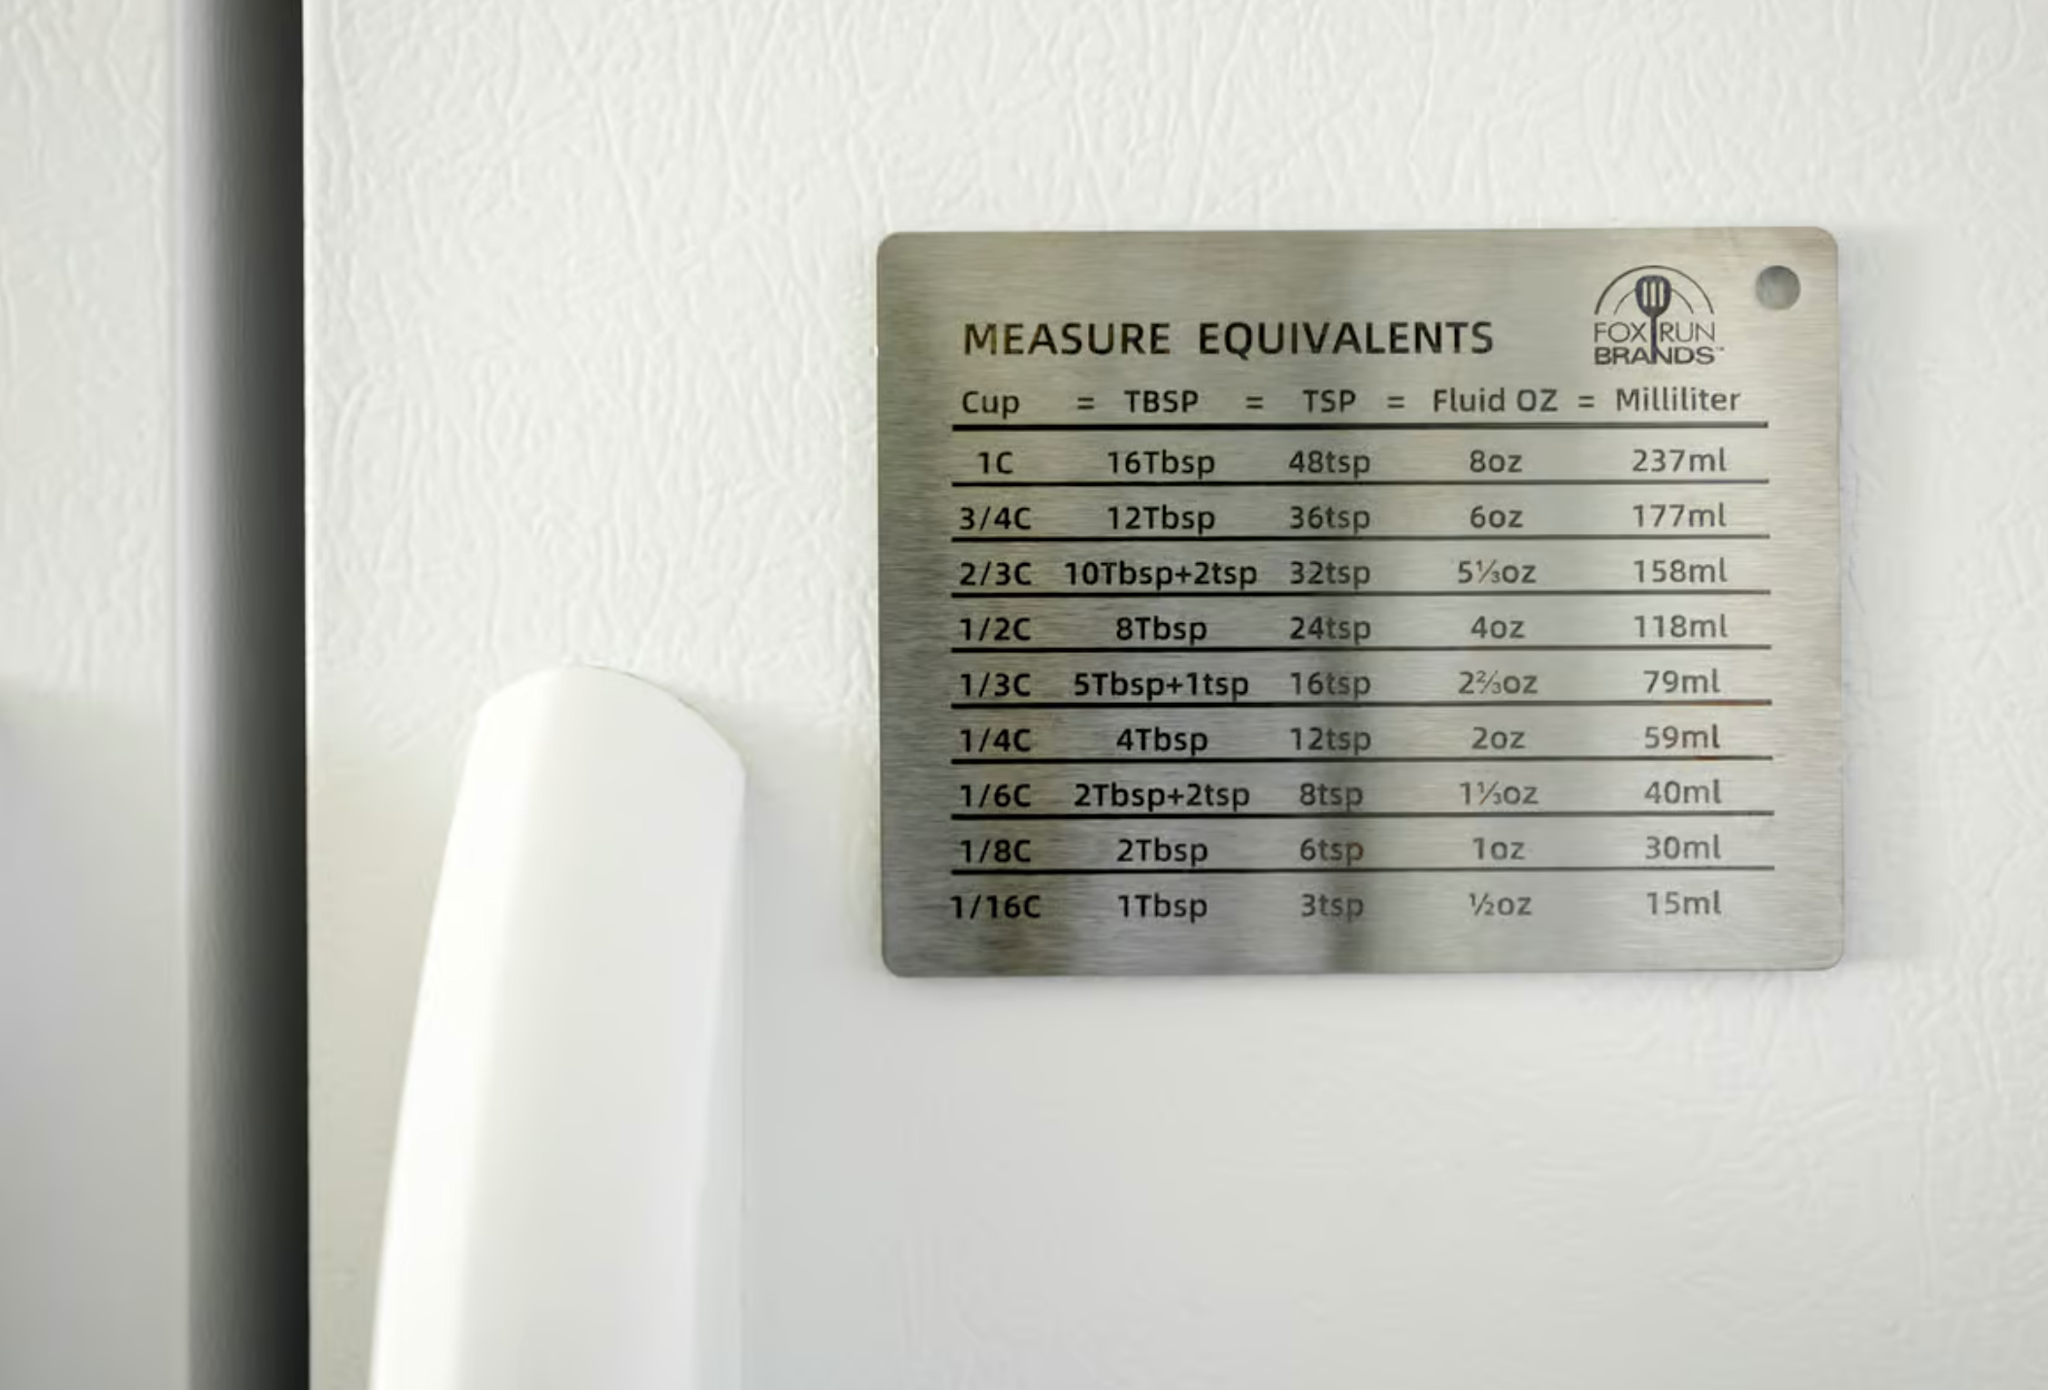 FOX RUN
BRANDS™
MEASURE EQUIVALENTS
Cup = TBSP = TSP = Fluid OZ = Milliliter
1C 16Tbsp 48tsp 8oz 237ml
3/4C 12Tbsp 36tsp 6oz 177ml
2/3C 10Tbsp+2tsp 32tsp 5⅓oz 158ml
1/2C 8Tbsp 24tsp 4oz 118ml
1/3C 5Tbsp+1tsp 16tsp 2⅔oz 79ml
1/4C 4Tbsp 12tsp 2oz 59ml
1/6C 2Tbsp+2tsp 8tsp 1⅓oz 40ml
1/8C 2Tbsp 6tsp 1oz 30ml
1/16C 1Tbsp 3tsp ½oz 15ml